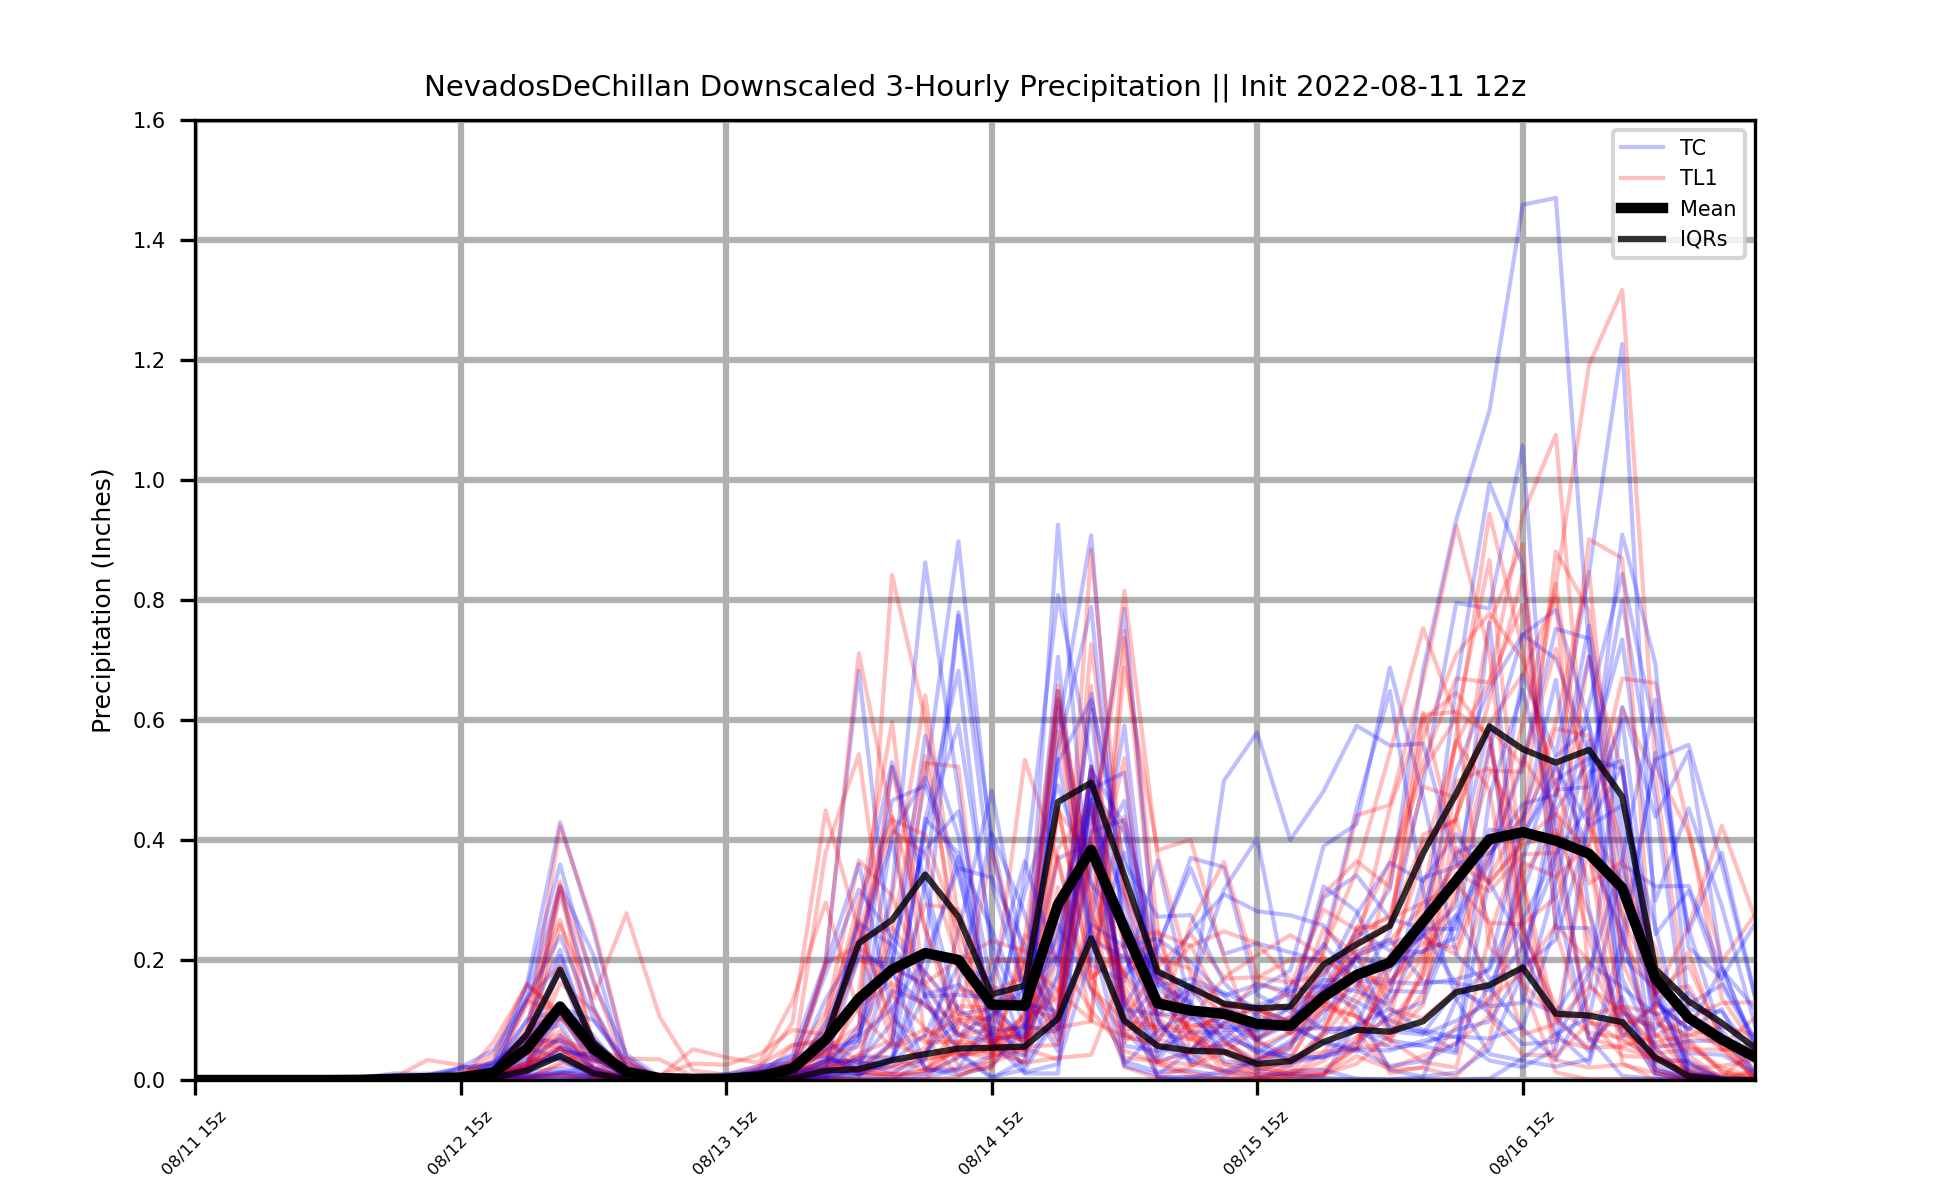 NevadosDeChillan Downscaled 3-Hourly Precipitation || Init 2022-08-11 12z
Precipitation (Inches)
1.6
1.4
1.2
1.0
0.8
0.6
0.4
0.2
0.0
TC
TL1
Mean
IQRs
08/11 15z
08/12 15z
08/13 15z
08/14 15z
08/15 15z
08/16 15z